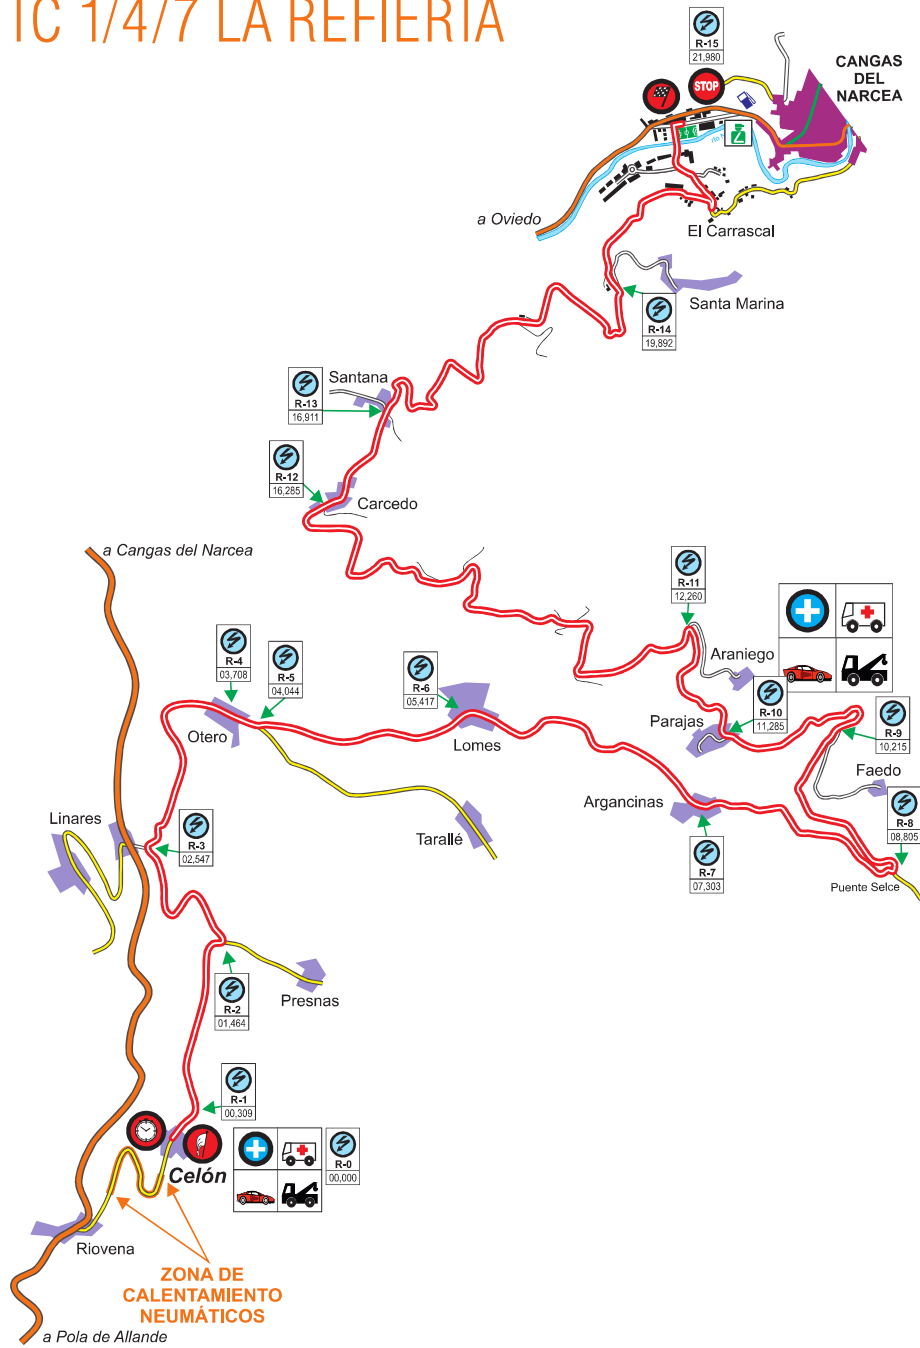 TC 1/4/7 LA REFIERTA
R-15
21,980
CANGAS
DEL
NARCEA
STOP
a Oviedo
El Carrascal
Santa Marina
R-14
19,892
Santana
R-13
16,911
R-12
16,285
Carcedo
a Cangas del Narcea
R-11
12,260
Araniego
R-4
03,708
R-5
04,044
R-6
05,417
Otero
Lomes
Parajas
R-10
11,285
R-9
10,215
Faedo
Argancinas
Linares
R-3
02,547
Tarallé
R-7
07,303
R-8
08,805
Puente Selce
Presnas
R-2
01,464
R-1
00,309
R-0
00,000
Celón
Riovena
ZONA DE
CALENTAMIENTO
NEUMÁTICOS
a Pola de Allande